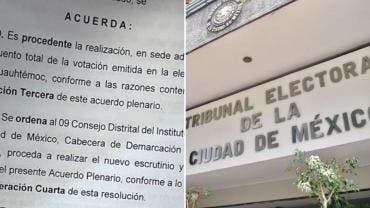 se
ACUERDA:
Es procedente la realización, en sede ad
uento total de la votación emitida en la ele
uauhtémoc, conforme a las razones conte
ción Tercera de este acuerdo plenario.
Se ordena al 09 Consejo Distrital del Institut
d de México, Cabecera de Demarcación
, proceda a realizar el nuevo escrutinio y
el presente Acuerdo Plenario, conforme a lo
eración Cuarta de esta resolución.
TRIBUNAL ELECTORA
DE LA
CIUDAD DE MÉXICO